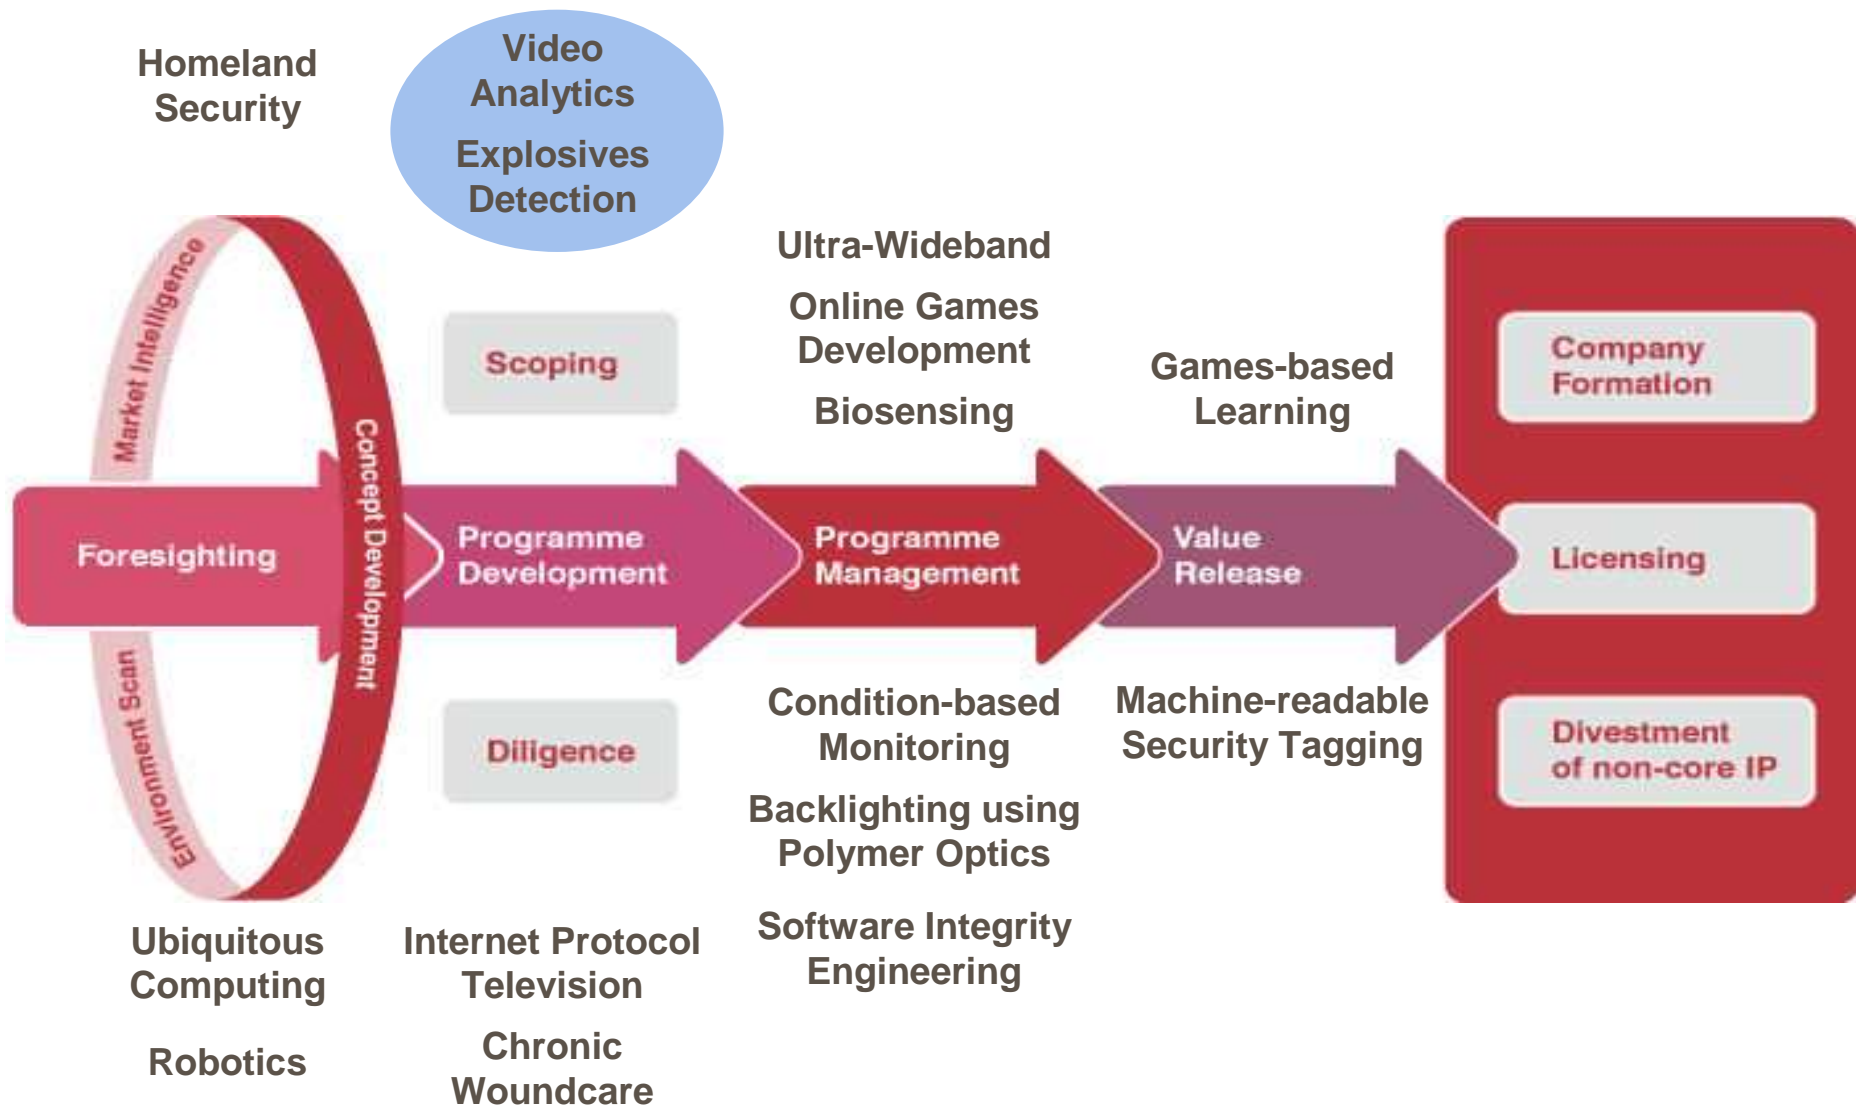 Homeland
Security
Video
Analytics
Explosives
Detection
Market Intelligence
Environment Scan
Concept Development
Foresighting
Scoping
Programme
Development
Diligence
Ultra-Wideband
Online Games
Development
Biosensing
Programme
Management
Condition-based
Monitoring
Backlighting using
Polymer Optics
Software Integrity
Engineering
Games-based
Learning
Value
Release
Machine-readable
Security Tagging
Company
Formation
Licensing
Divestment
of non-core IP
Ubiquitous
Computing
Robotics
Internet Protocol
Television
Chronic
Woundcare